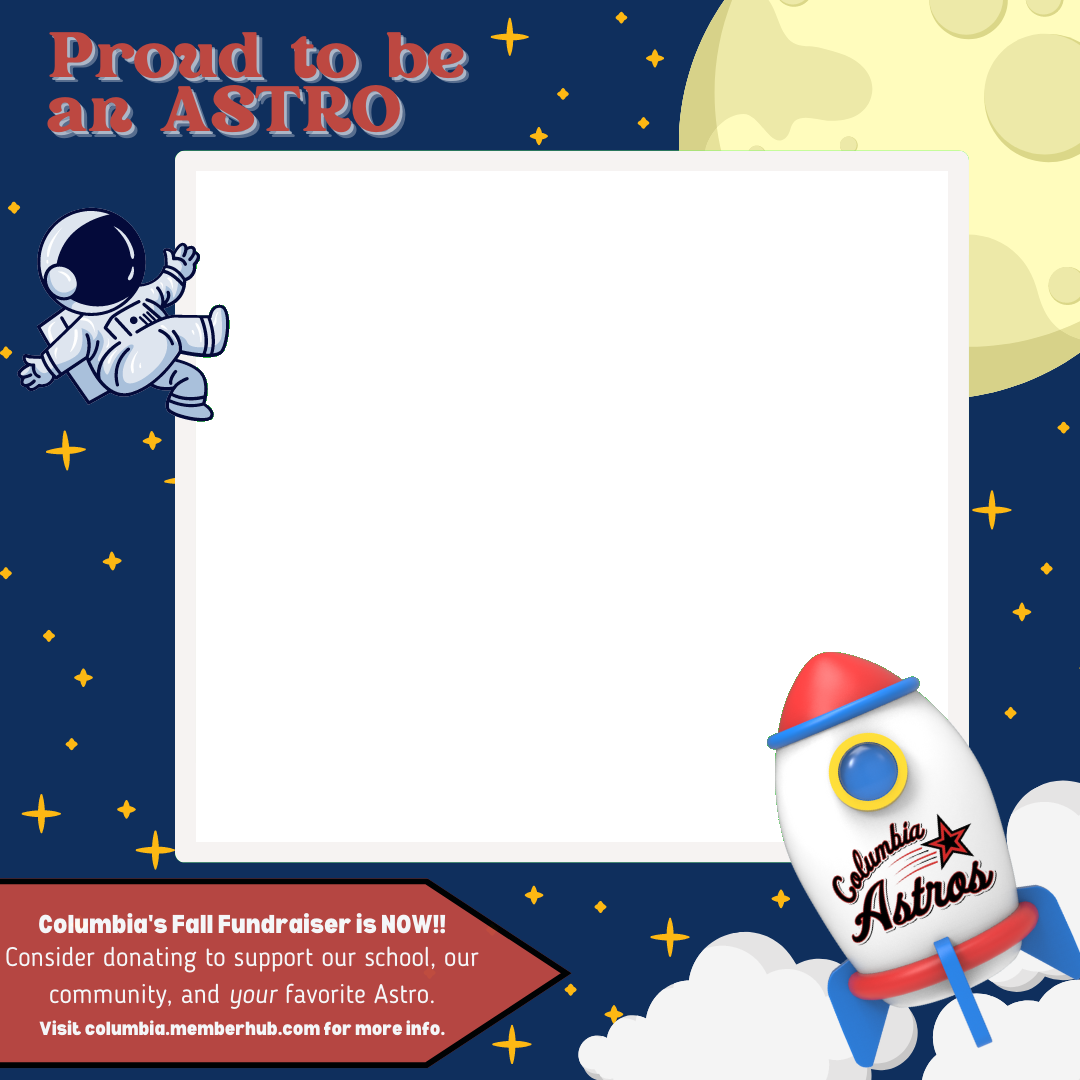 Proud to be
an ASTRO
Columbia
Astros
Columbia's Fall Fundraiser is NOW!!
Consider donating to support our school, our
community, and your favorite Astro.
Visit columbia.memberhub.com for more info.